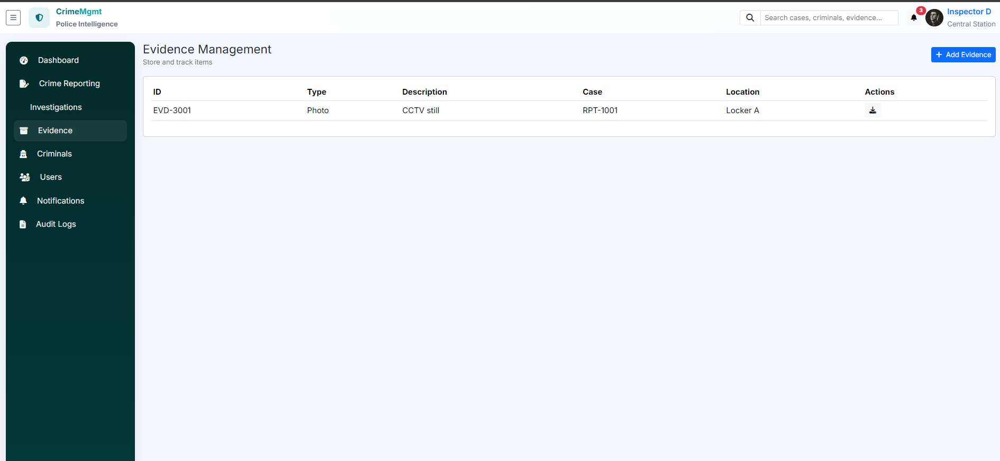 CrimeMgmt
Police Intelligence
Search cases, criminals, evidence...
3
Inspector D
Central Station
Dashboard
Crime Reporting
Investigations
Evidence
Criminals
Users
Notifications
Audit Logs
Evidence Management
Store and track items
+ Add Evidence
ID Type Description Case Location Actions
EVD-3001 Photo CCTV still RPT-1001 Locker A